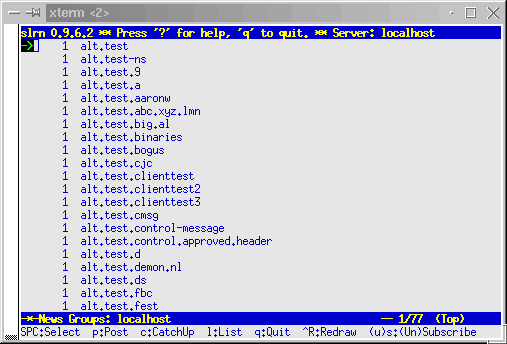 xterm <2>
slrn 0.9.6.2 ** Press '?' for help, 'q' to quit. ** Server: localhost
-> 1 alt.test
1 alt.test-ns
1 alt.test.9
1 alt.test.a
1 alt.test.aaronw
1 alt.test.abc.xyz.lmn
1 alt.test.big.al
1 alt.test.binaries
1 alt.test.bogus
1 alt.test.cjc
1 alt.test.clienttest
1 alt.test.clienttest2
1 alt.test.clienttest3
1 alt.test.cmsg
1 alt.test.control-message
1 alt.test.control.approved.header
1 alt.test.d
1 alt.test.demon.nl
1 alt.test.ds
1 alt.test.fbc
1 alt.test.fest
-*-News Groups: localhost -- 1/77 (Top)
SPC:Select p:Post c:CatchUp l:List q:Quit ^R:Redraw (u)s:(Un)Subscribe